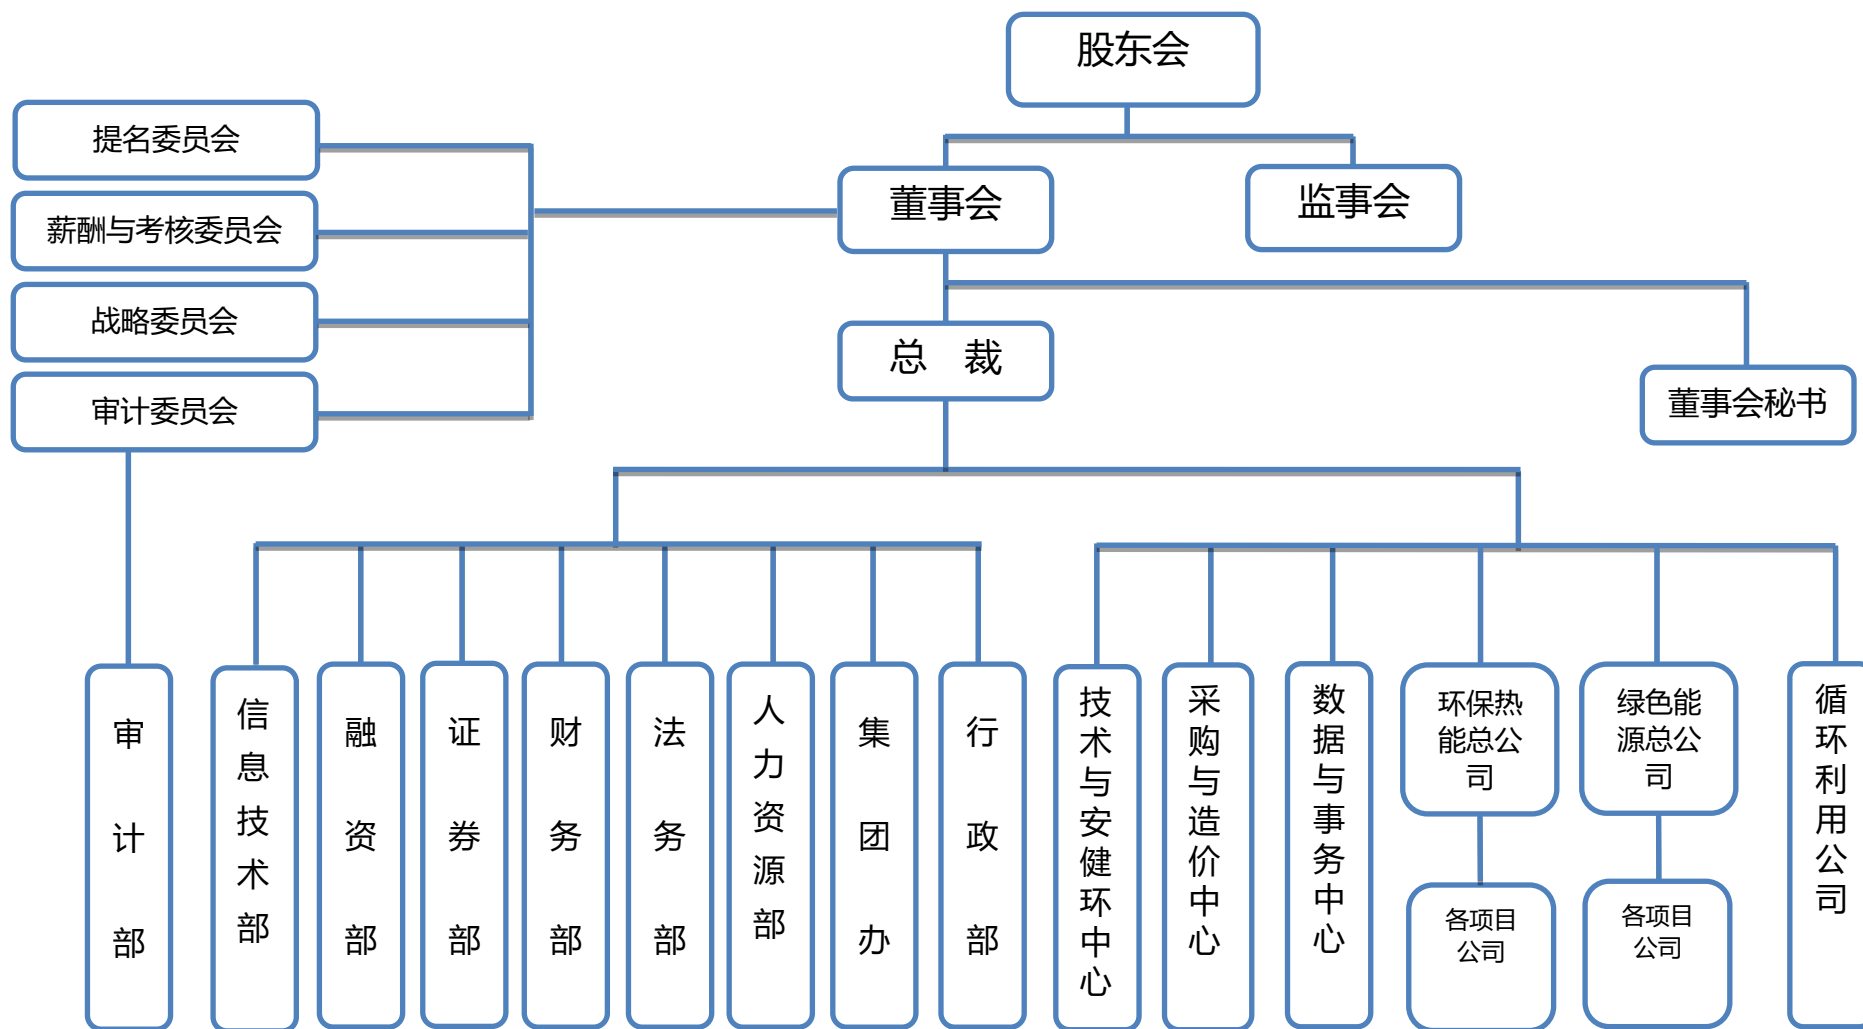 股东会
提名委员会
董事会
监事会
薪酬与考核委员会
战略委员会
总 裁
审计委员会
董事会秘书
审计部
信息技术部
融资部
证券部
财务部
法务部
人力资源部
集团办
行政部
技术与安健环中心
采购与造价中心
数据与事务中心
环保热
能总公
司
绿色能
源总公
司
循环利用公司
各项目
公司
各项目
公司